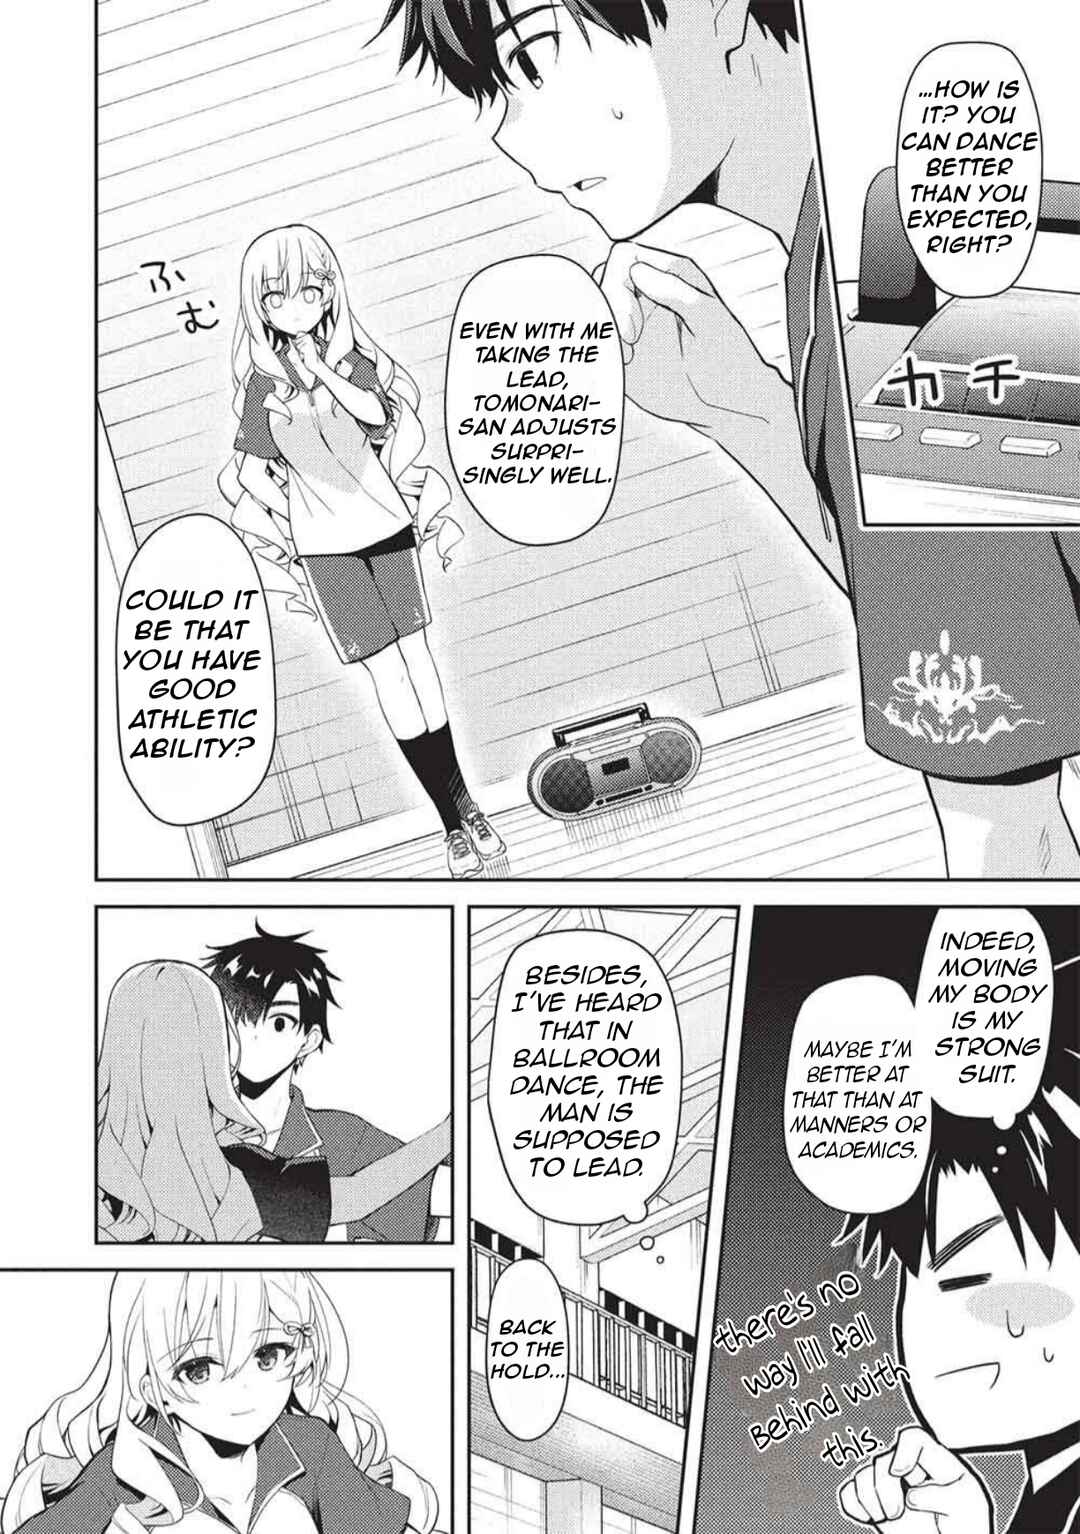 ...HOW IS
IT? YOU
CAN DANCE
BETTER
THAN YOU
EXPECTED,
RIGHT?
カチ
EVEN WITH ME
TAKING THE
LEAD,
TOMONARI-
SAN ADJUSTS
SURPRI-
SINGLY WELL.
ふむ
COULD IT
BE THAT
YOU HAVE
GOOD
ATHLETIC
ABILITY?
INDEED,
MOVING
MY BODY
IS MY
STRONG
SUIT.
MAYBE I'M
BETTER AT
THAT THAN AT
MANNERS OR
ACADEMICS.
there's no
way I'll fall
Behind with
this.
BESIDES,
I'VE HEARD
THAT IN
BALLROOM
DANCE, THE
MAN IS
SUPPOSED
TO LEAD.
BACK
TO THE
HOLD...